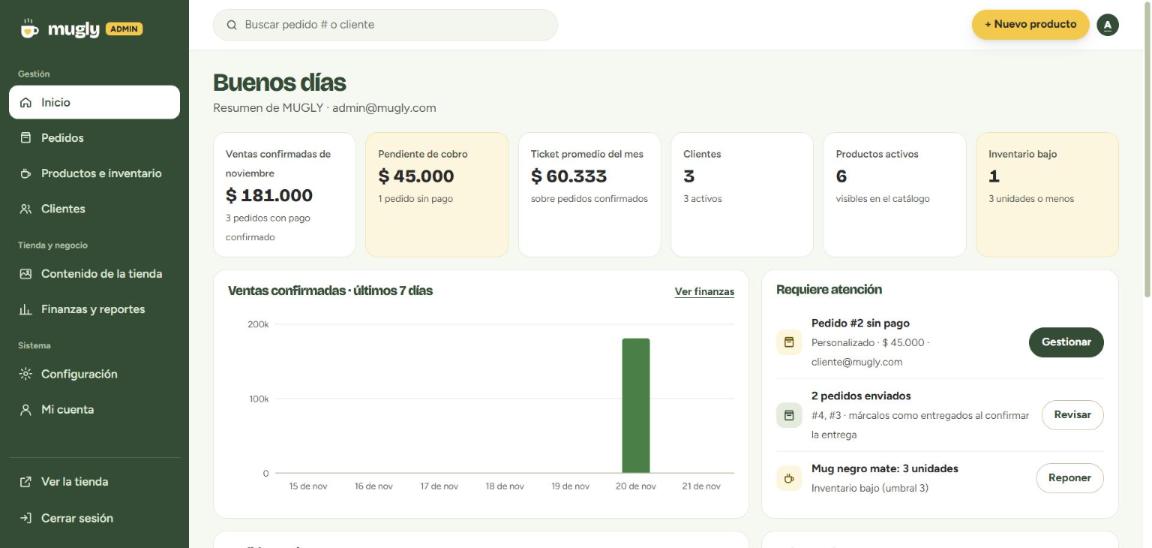 mugly ADMIN
Gestión
Inicio
Pedidos
Productos e inventario
Clientes
Tienda y negocio
Contenido de la tienda
Finanzas y reportes
Sistema
Configuración
Mi cuenta
Ver la tienda
Cerrar sesión
Buscar pedido # o cliente
+ Nuevo producto
A
Buenos días
Resumen de MUGLY · admin@mugly.com
Ventas confirmadas de
noviembre
$ 181.000
3 pedidos con pago
confirmado
Pendiente de cobro
$ 45.000
1 pedido sin pago
Ticket promedio del mes
$ 60.333
sobre pedidos confirmados
Clientes
3
3 activos
Productos activos
6
visibles en el catálogo
Inventario bajo
1
3 unidades o menos
Ventas confirmadas · últimos 7 días
Ver finanzas
200k
100k
0
15 de nov
16 de nov
17 de nov
18 de nov
19 de nov
20 de nov
21 de nov
Requiere atención
Pedido #2 sin pago
Personalizado · $ 45.000 ·
cliente@mugly.com
Gestionar
2 pedidos enviados
#4, #3 · márcalos como entregados al confirmar
la entrega
Revisar
Mug negro mate: 3 unidades
Inventario bajo (umbral 3)
Reponer